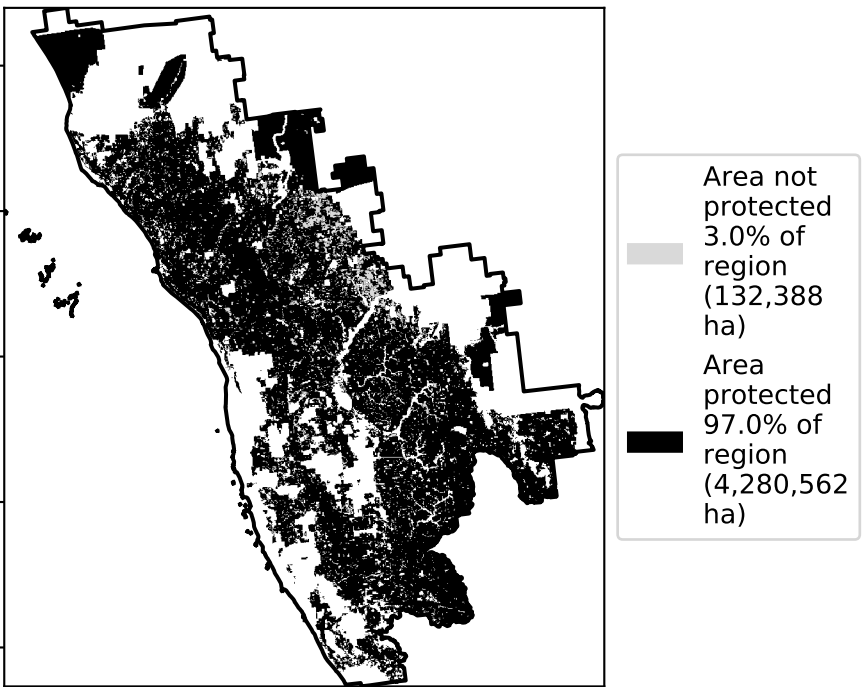 Area not
protected
3.0% of
region
(132,388
ha)
Area
protected
97.0% of
region
(4,280,562
ha)